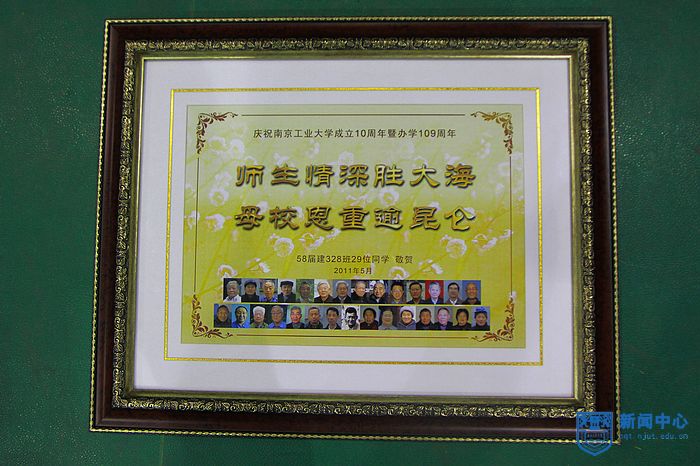 庆祝南京工业大学成立10周年暨办学109周年
师生情深胜大海
母校恩重逾昆仑
58届建328班29位同学 敬贺
2011年5月
新闻中心
.njut.edu.cn